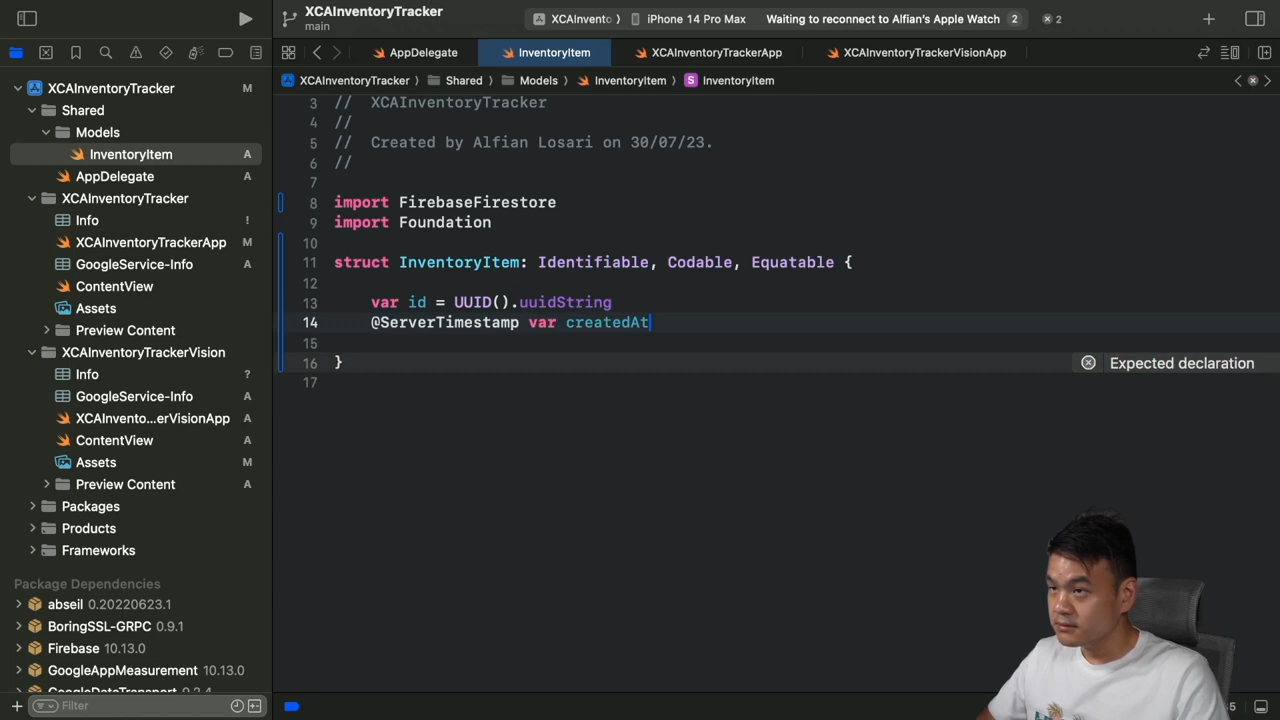 XCAInventoryTracker
main
XCAInvento
iPhone 14 Pro Max
Waiting to reconnect to Alfian's Apple Watch
2
2
AppDelegate
InventoryItem
XCAInventoryTrackerApp
XCAInventoryTrackerVisionApp
XCAInventoryTracker
Shared
Models
InventoryItem
InventoryItem
XCAInventoryTracker M
Shared
Models
InventoryItem A
AppDelegate A
XCAInventoryTracker
Info !
XCAInventoryTrackerApp M
GoogleService-Info A
ContentView
Assets
Preview Content
XCAInventoryTrackerVision
Info ?
GoogleService-Info A
XCAInvento...erVisionApp A
ContentView A
Assets M
Preview Content
Packages
Products
Frameworks
Package Dependencies
abseil 0.20220623.1
BoringSSL-GRPC 0.9.1
Firebase 10.13.0
GoogleAppMeasurement 10.13.0
GoogleDataTransport 9.2.4
Filter
3 // XCAInventoryTracker
4 //
5 // Created by Alfian Losari on 30/07/23.
6 //
7
8 import FirebaseFirestore
9 import Foundation
10
11 struct InventoryItem: Identifiable, Codable, Equatable {
12
13 var id = UUID().uuidString
14 @ServerTimestamp var createdAt
15
16 }
Expected declaration
17